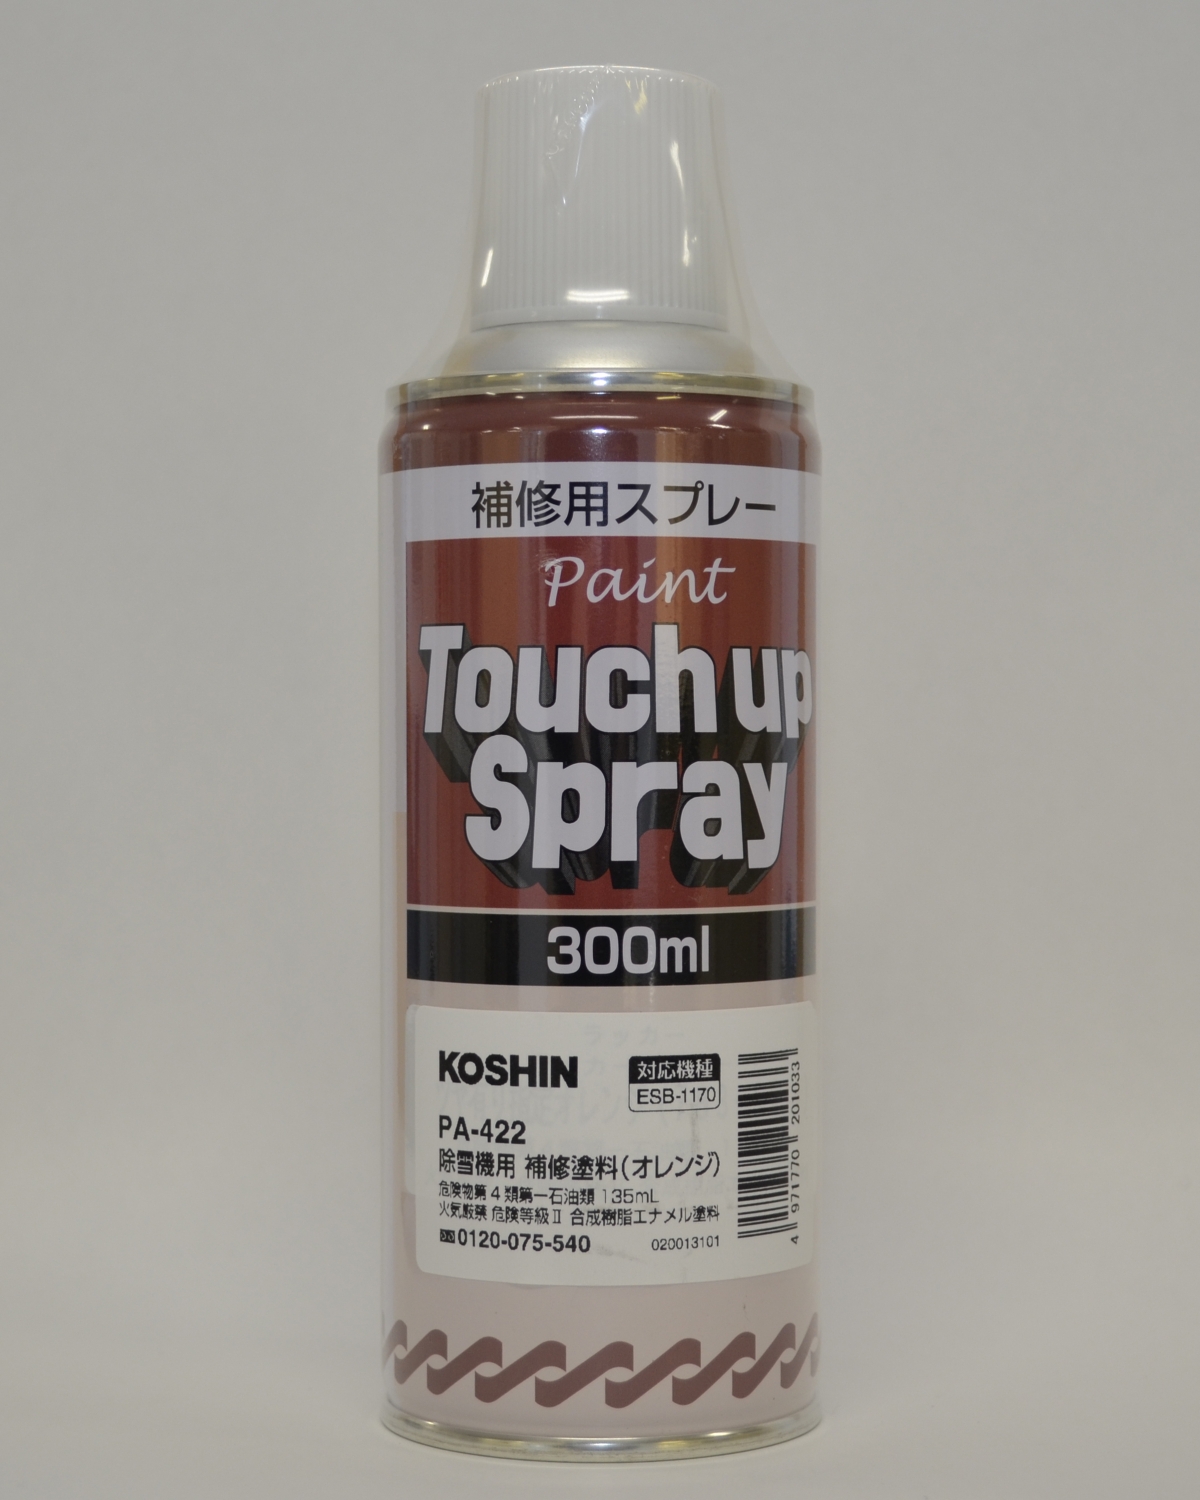 補修用スプレー
Paint
Touch up
Spray
300ml
KOSHIN
対応機種
ESB-1170
PA-422
除雪機用 補修塗料(オレンジ)
危険物第4類第一石油類 135mL
火気厳禁 危険等級Ⅱ 合成樹脂エナメル塗料
0120-075-540
020013101
4 971770 201033